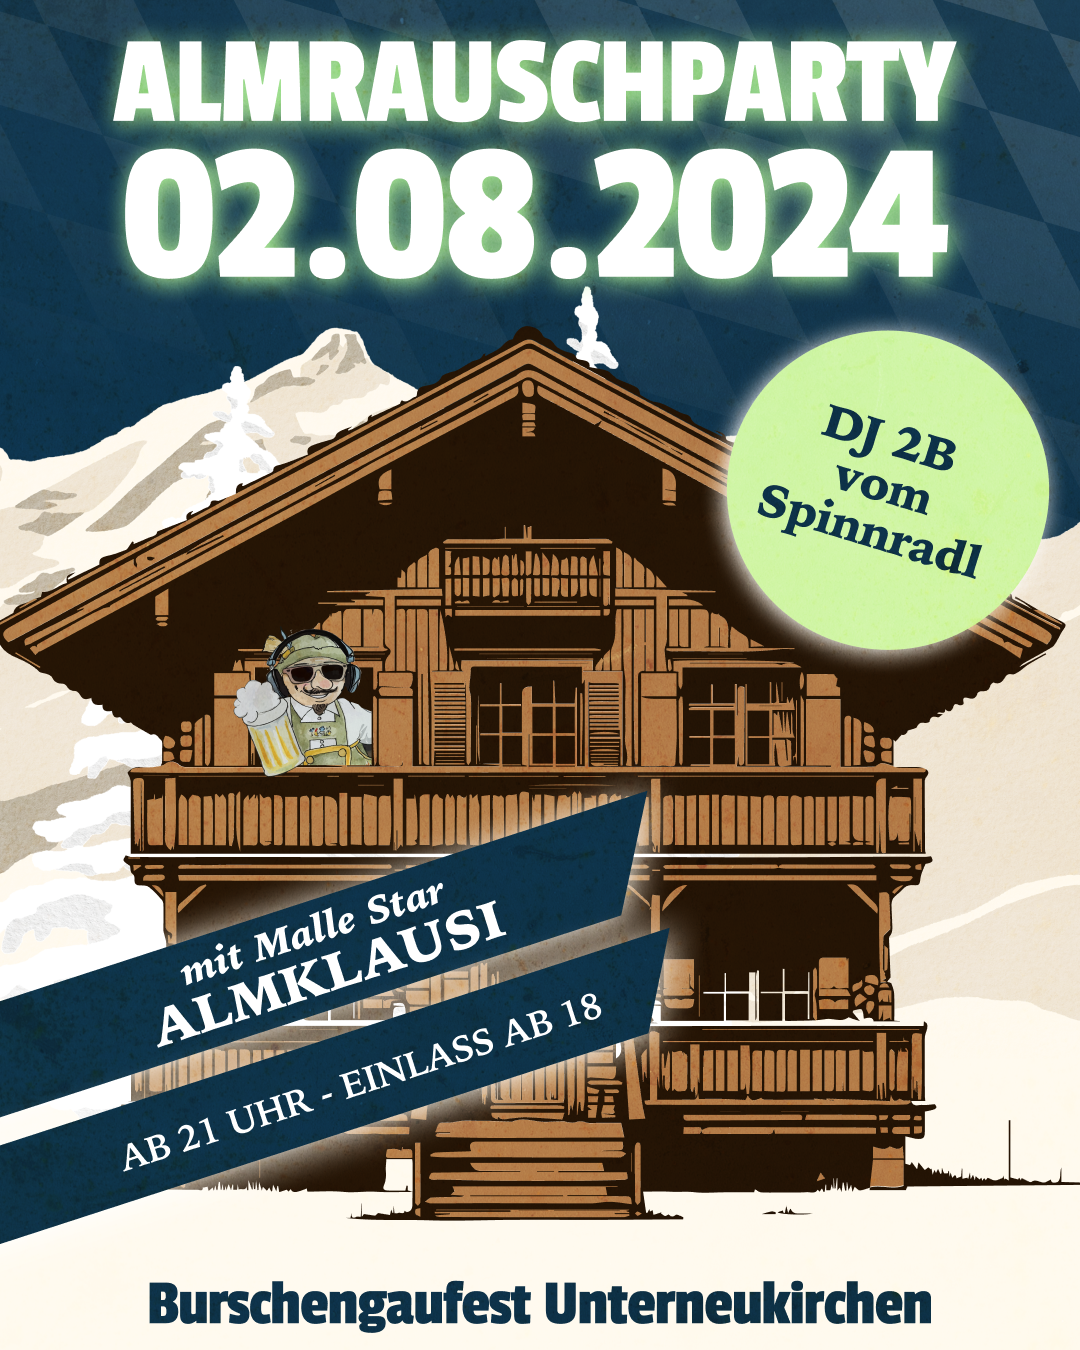 ALMRAUSCHPARTY
02.08.2024
DJ 2B
vom
Spinnradl
mit Malle Star
ALMKLAUSI
AB 21 UHR - EINLASS AB 18
Burschengaufest Unterneukirchen